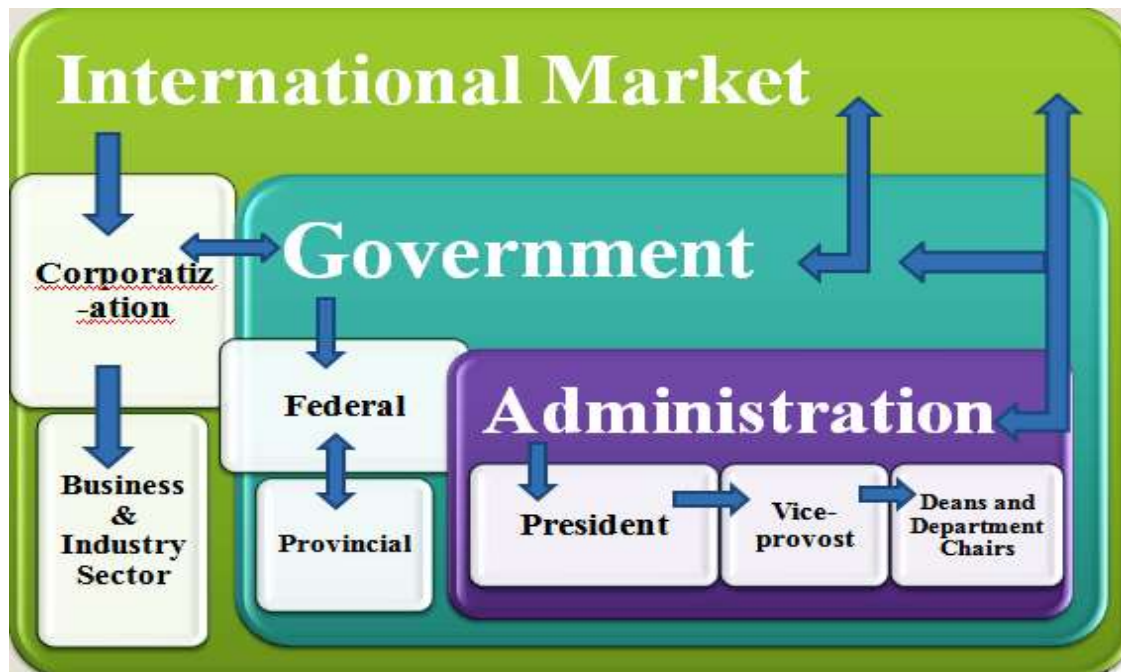 International Market
Corporatiz
-ation
Government
Federal
Administration
Business
&
Industry
Sector
Provincial
President
Vice-
provost
Deans and
Department
Chairs